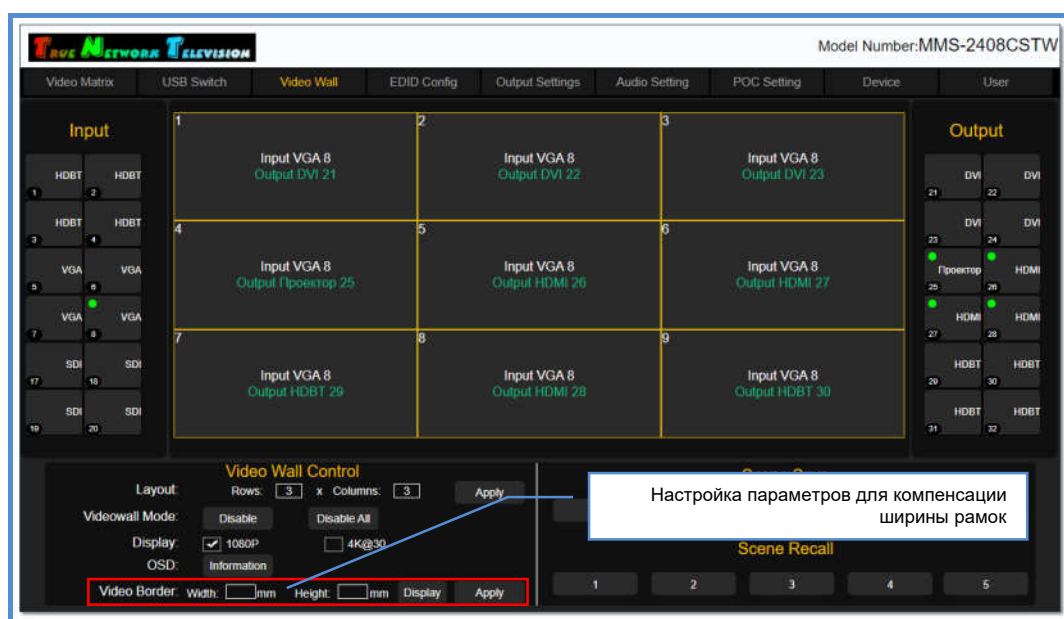 True Network Television
Model Number:MMS-2408CSTW
Video Matrix USB Switch Video Wall EDID Config Output Settings Audio Setting POC Setting Device User
Input
HDBT HDBT
1 2
HDBT HDBT
3 4
VGA VGA
5 6
VGA VGA
7 8
SDI SDI
17 18
SDI SDI
19 20
1 2 3
Input VGA 8 Input VGA 8 Input VGA 8
Output DVI 21 Output DVI 22 Output DVI 23
4 5 6
Input VGA 8 Input VGA 8 Input VGA 8
Output Проектор 25 Output HDMI 26 Output HDMI 27
7 8 9
Input VGA 8 Input VGA 8 Input VGA 8
Output HDBT 29 Output HDMI 28 Output HDBT 30
Output
DVI DVI
21 22
DVI DVI
23 24
Проектор HDMI
25 26
HDMI HDMI
27 28
HDBT HDBT
29 30
HDBT HDBT
31 32
Video Wall Control
Layout: Rows: 3 x Columns: 3 Apply
Videowall Mode: Disable Disable All
Display: 1080P 4K@30
OSD: Information
Video Border: Width: mm Height: mm Display Apply
Настройка параметров для компенсации
ширины рамок
Scene Recall
1 2 3 4 5